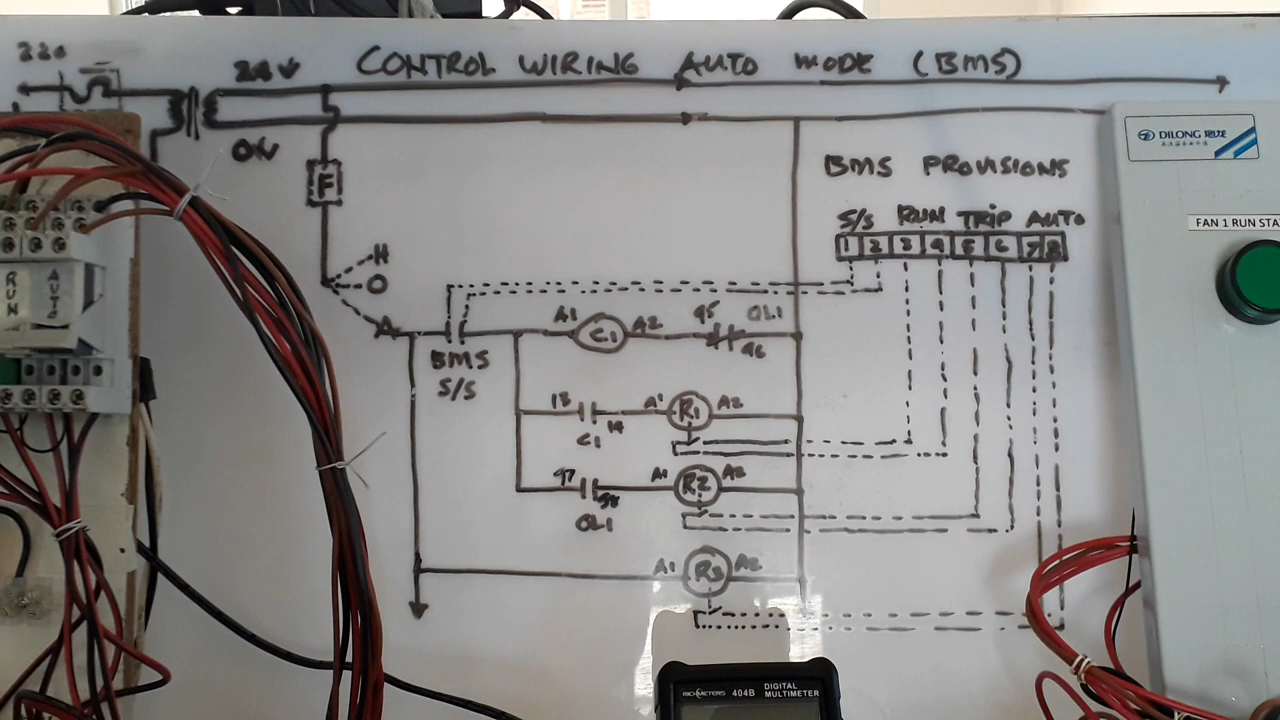 220
24V
CONTROL WIRING AUTO MODE (BMS)
0V
DILONG 地龙
BMS PROVISIONS
F
S/S RUN TRIP AUTO
1 2 3 4 5 6 7 8
FAN 1 RUN STA
H
O
A
RUN
AUTO
A1 C1 A2 95 OL1
96
BMS
S/S
13 14 A1 R1 A2
C1
97 98 A1 R2 A2
OL1
A1 R3 A2
RICHMETERS 404B DIGITAL
MULTIMETER